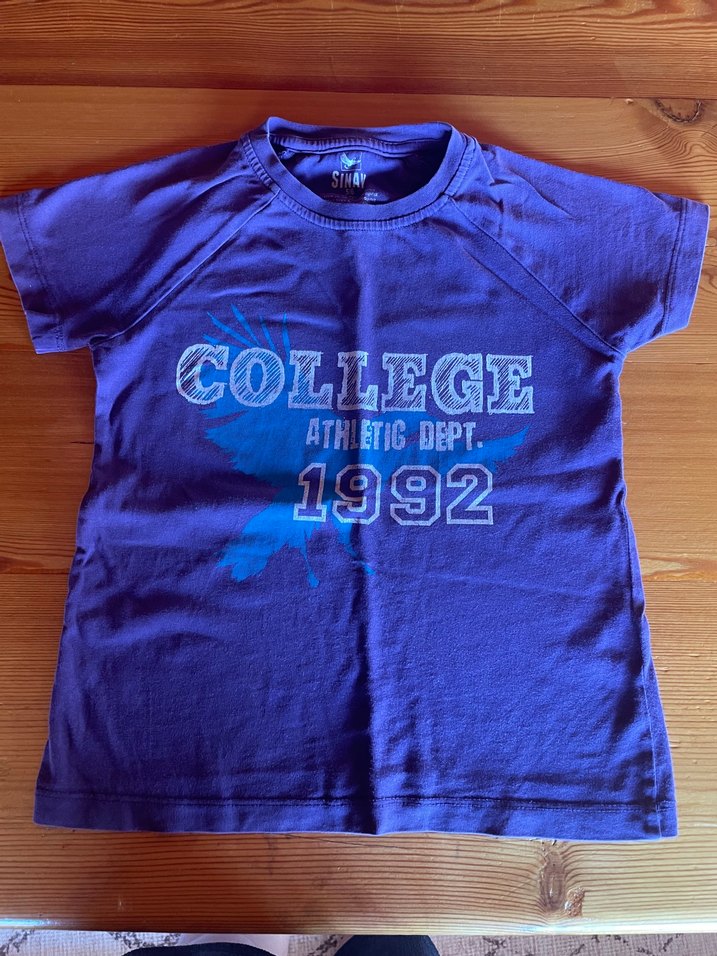 SINAY
COLLEGE
ATHLETIC DEPT.
1992